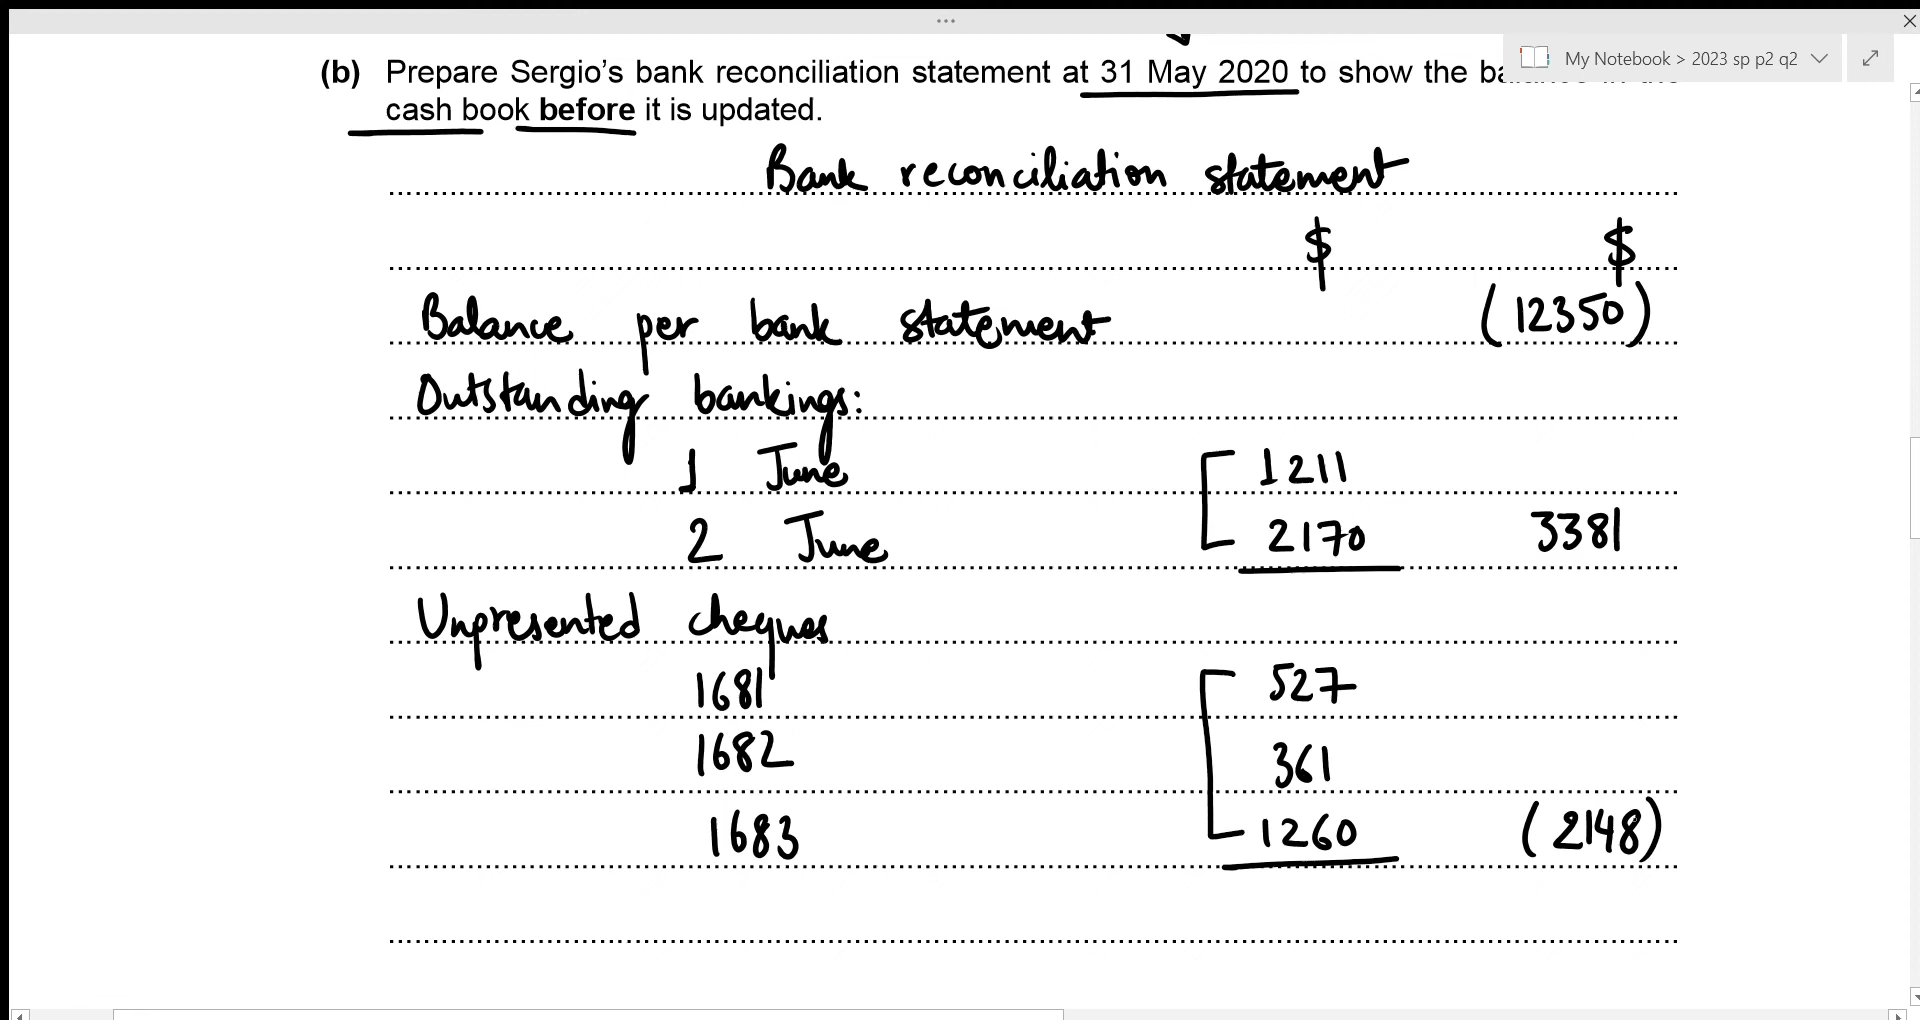 My Notebook > 2023 sp p2 q2
(b) Prepare Sergio's bank reconciliation statement at 31 May 2020 to show the
cash book before it is updated.
Bank reconciliation statement
$ $
Balance per bank statement (12350)
Outstanding bankings:
1 June 1211
2 June 2170 3381
Unpresented cheques
1681 527
1682 361
1683 1260 (2148)